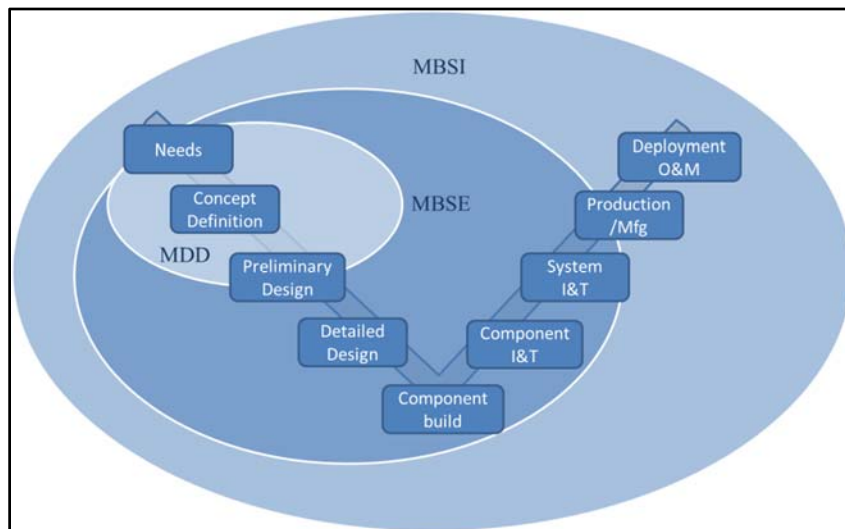 MBSI
Needs
Concept
Definition
MBSE
MDD
Preliminary
Design
Detailed
Design
Component
build
Component
I&T
System
I&T
Production
/Mfg
Deployment
O&M